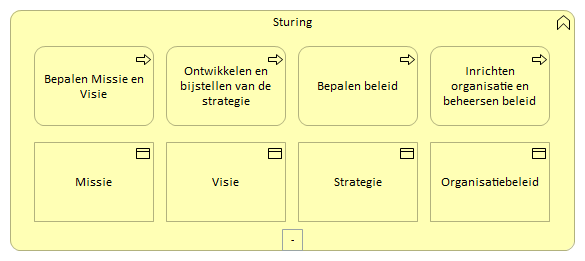 Sturing
Bepalen Missie en
Visie
Ontwikkelen en
bijstellen van de
strategie
Bepalen beleid
Inrichten
organisatie en
beheersen beleid
Missie
Visie
Strategie
Organisatiebeleid
-